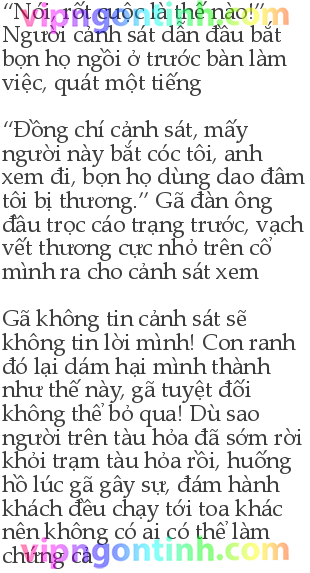 “Nói, rốt cuộc là thế nào!”
Người cảnh sát dẫn đầu bắt
bọn họ ngồi ở trước bàn làm
việc, quát một tiếng
“Đồng chí cảnh sát, mấy
người này bắt cóc tôi, anh
xem đi, bọn họ dùng dao đâm
tôi bị thương.” Gã đàn ông
đầu trọc cáo trạng trước, vạch
vết thương cực nhỏ trên cổ
mình ra cho cảnh sát xem
Gã không tin cảnh sát sẽ
không tin lời mình! Con ranh
đó lại dám hại mình thành
như thế này, gã tuyệt đối
không thể bỏ qua! Dù sao
người trên tàu hỏa đã sớm rời
khỏi trạm tàu hỏa rồi, huống
hồ lúc gã gây sự, đám hành
khách đều chạy tới toa khác
nên không có ai có thể làm
chứng cả
vipngontinh.com
vipngontinh.com